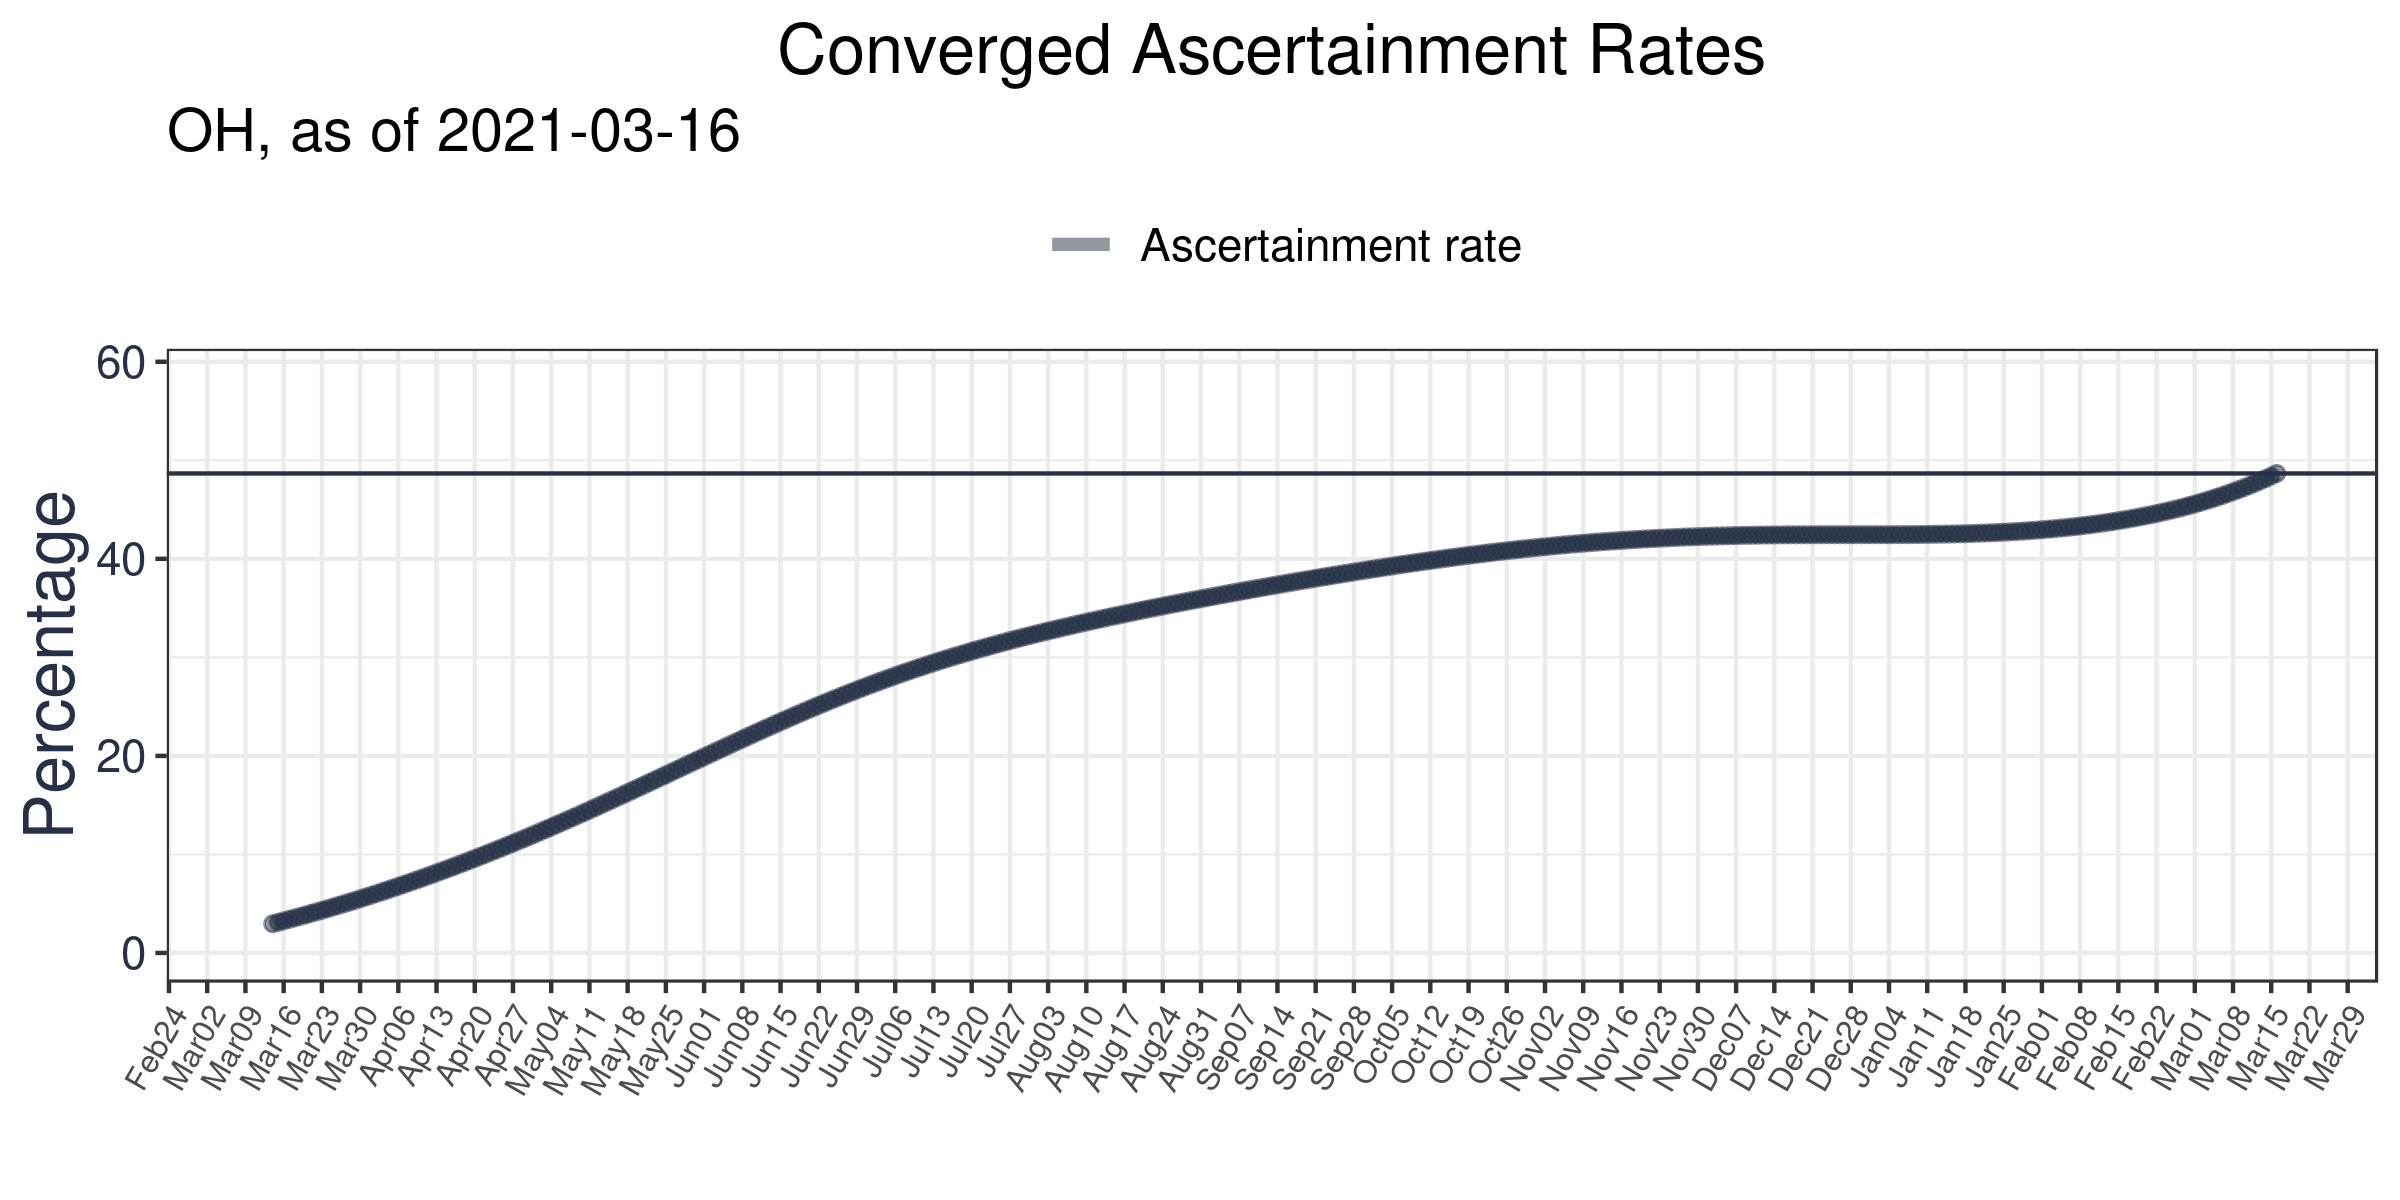 Converged Ascertainment Rates
OH, as of 2021-03-16
Ascertainment rate
Percentage
60
40
20
0
Feb24
Mar02
Mar09
Mar16
Mar23
Mar30
Apr06
Apr13
Apr20
Apr27
May04
May11
May18
May25
Jun01
Jun08
Jun15
Jun22
Jun29
Jul06
Jul13
Jul20
Jul27
Aug03
Aug10
Aug17
Aug24
Aug31
Sep07
Sep14
Sep21
Sep28
Oct05
Oct12
Oct19
Oct26
Nov02
Nov09
Nov16
Nov23
Nov30
Dec07
Dec14
Dec21
Dec28
Jan04
Jan11
Jan18
Jan25
Feb01
Feb08
Feb15
Feb22
Mar01
Mar08
Mar15
Mar22
Mar29